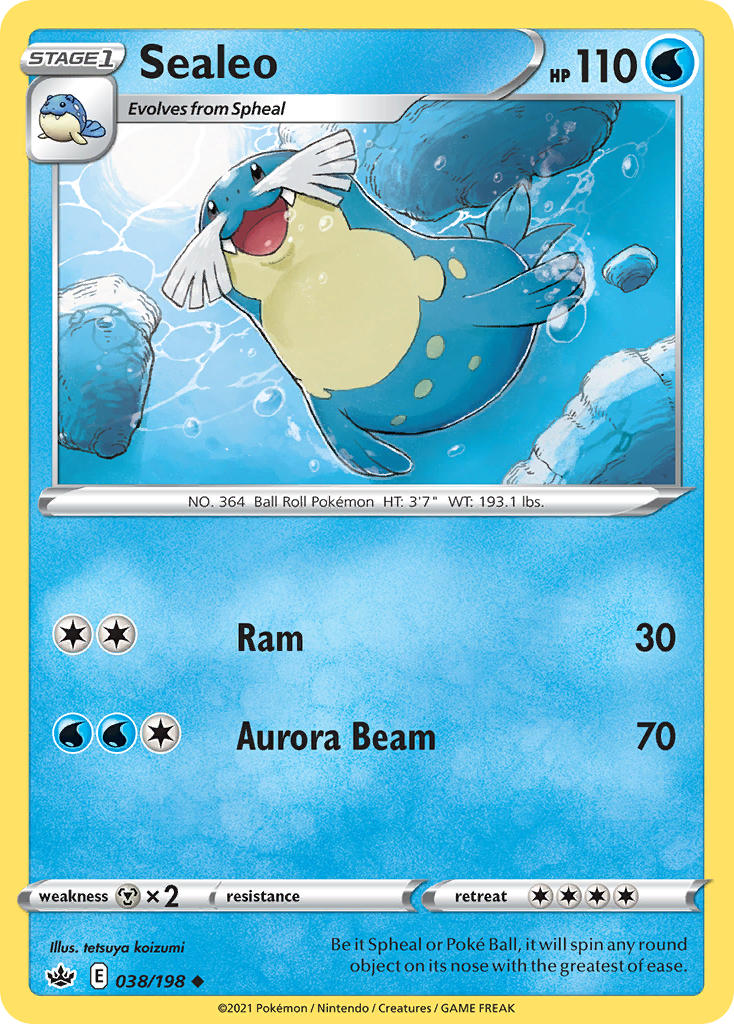 STAGE1
Sealeo
HP 110
Evolves from Spheal
NO. 364 Ball Roll Pokémon HT: 3'7" WT: 193.1 lbs.
Ram 30
Aurora Beam 70
weakness ×2 resistance retreat
Illus. tetsuya koizumi
Be it Spheal or Poké Ball, it will spin any round
object on its nose with the greatest of ease.
E 038/198
©2021 Pokémon / Nintendo / Creatures / GAME FREAK